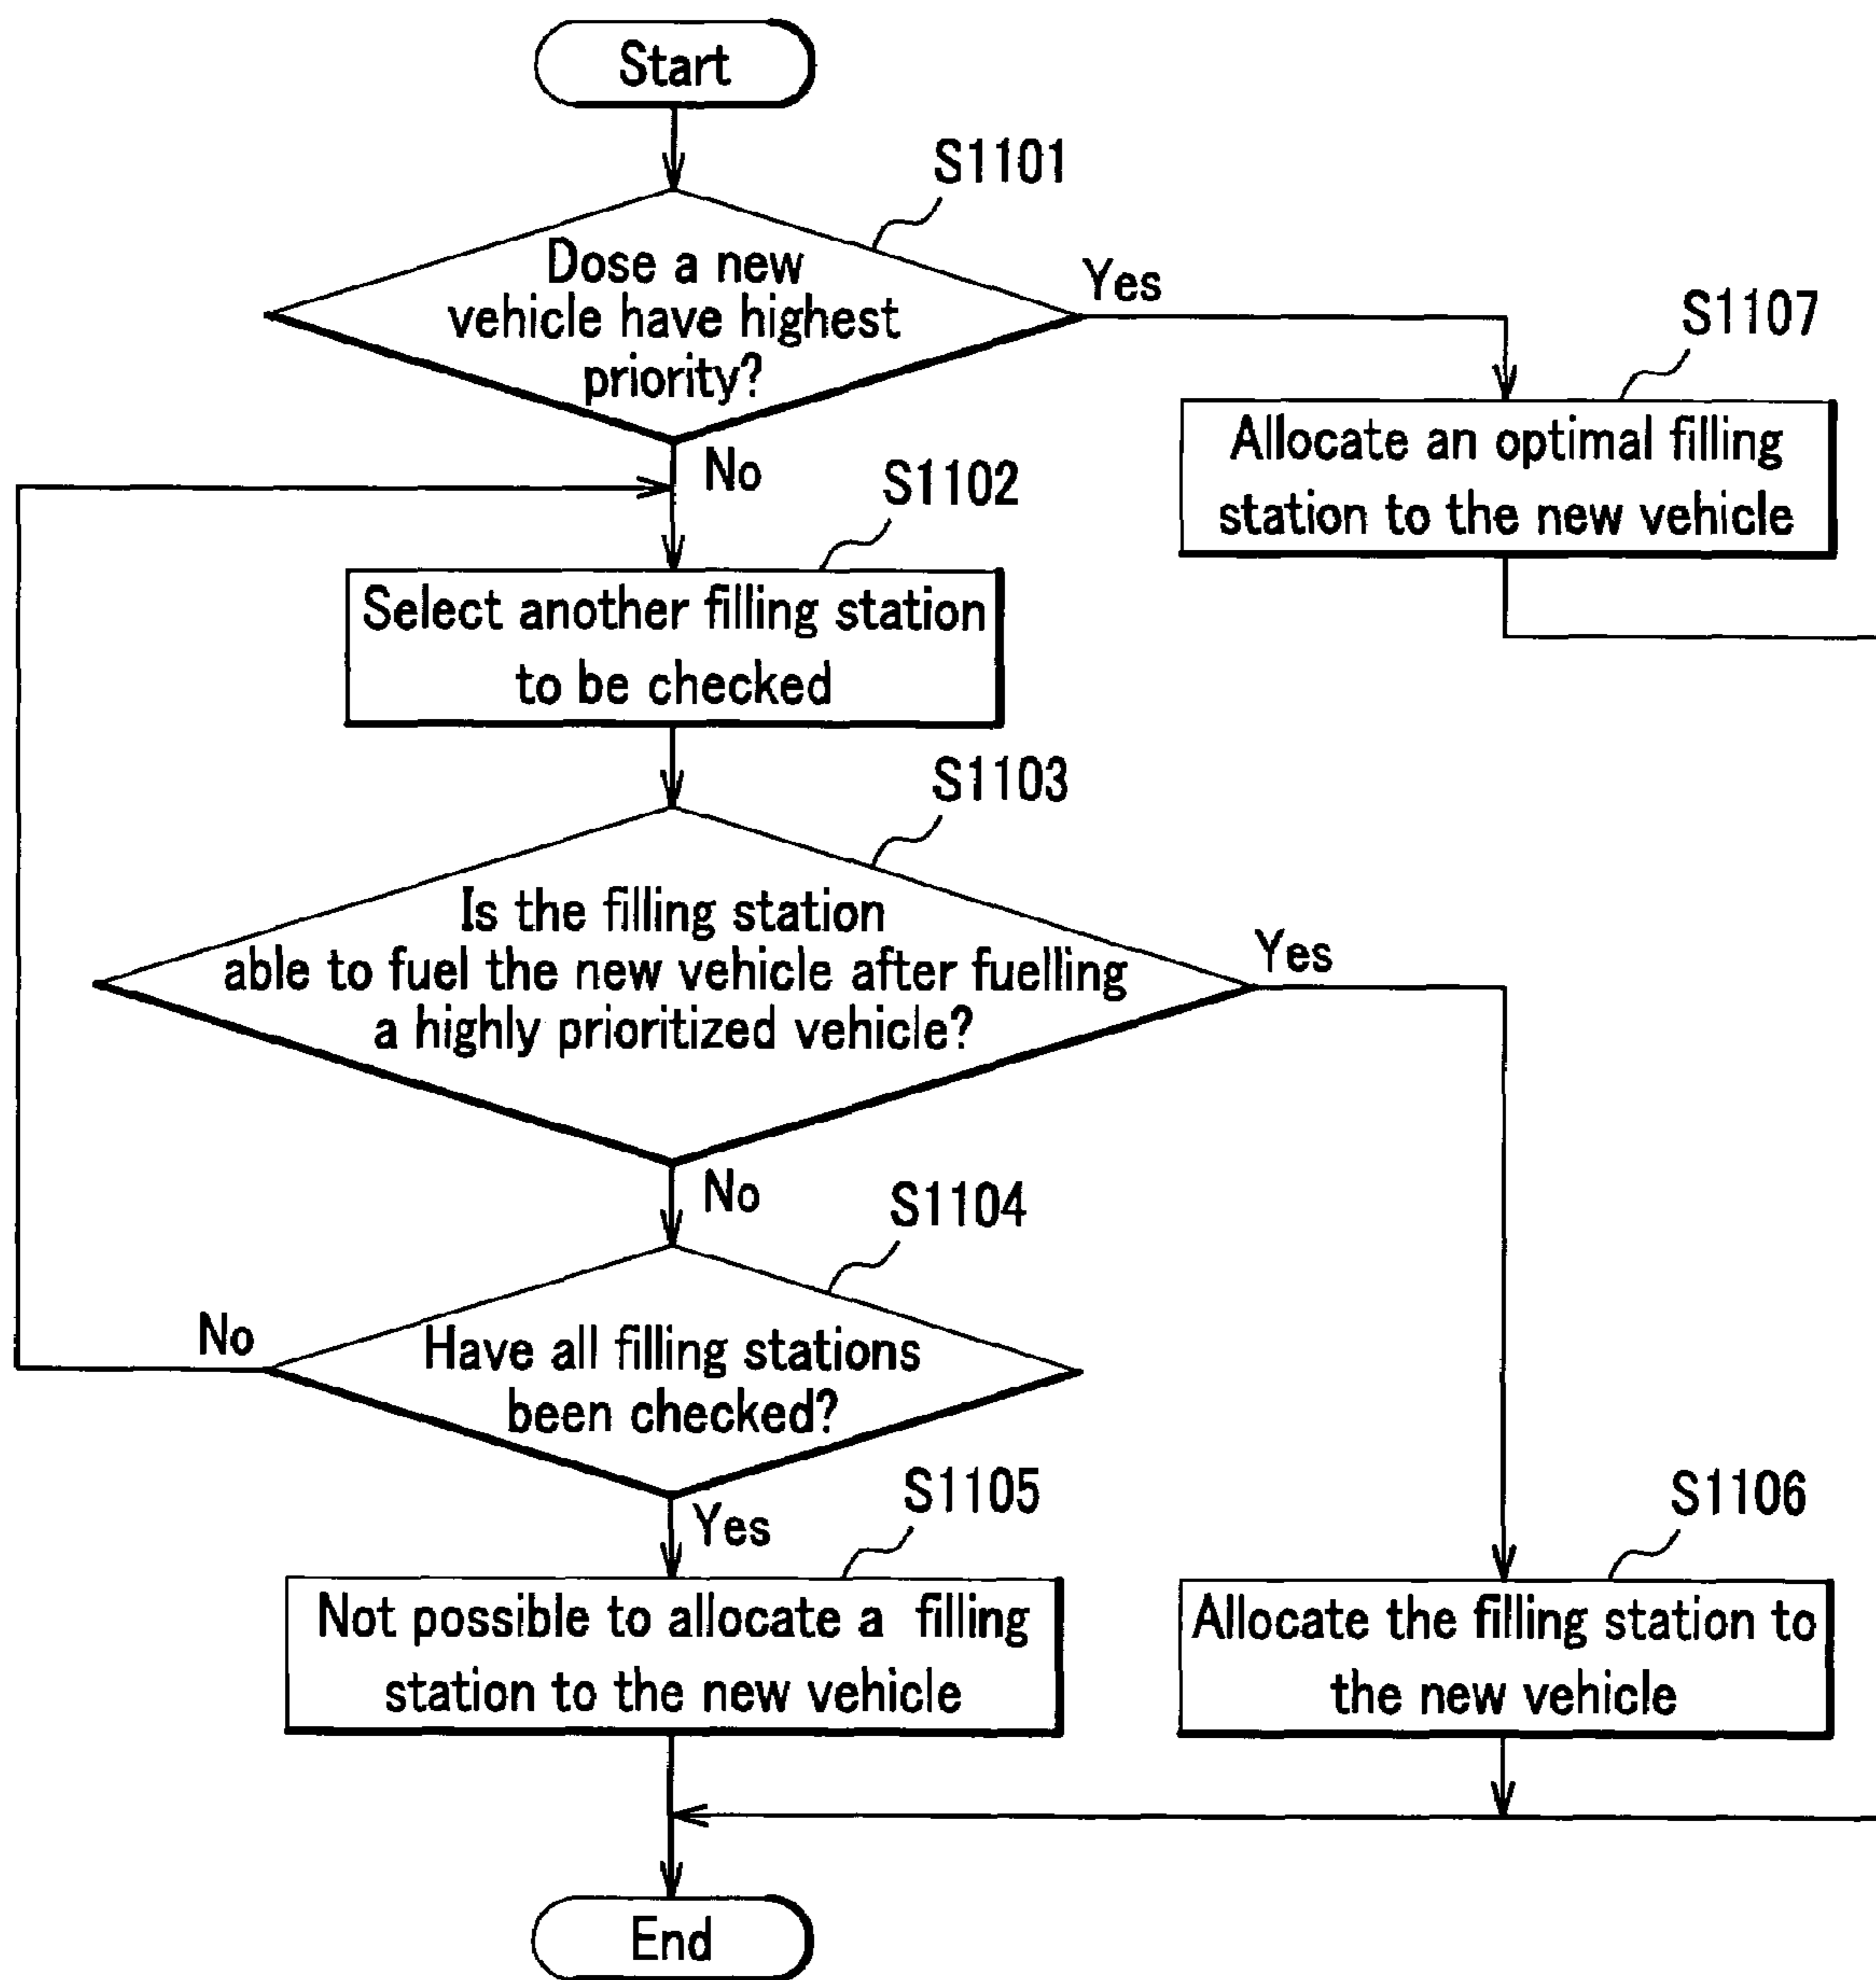 Start
S1101
Dose a new
vehicle have highest
priority?
Yes
S1107
Allocate an optimal filling
station to the new vehicle
No
S1102
Select another filling station
to be checked
S1103
Is the filling station
able to fuel the new vehicle after fuelling
a highly prioritized vehicle?
Yes
No
S1104
Have all filling stations
been checked?
No
Yes
S1105
Not possible to allocate a filling
station to the new vehicle
S1106
Allocate the filling station to
the new vehicle
End